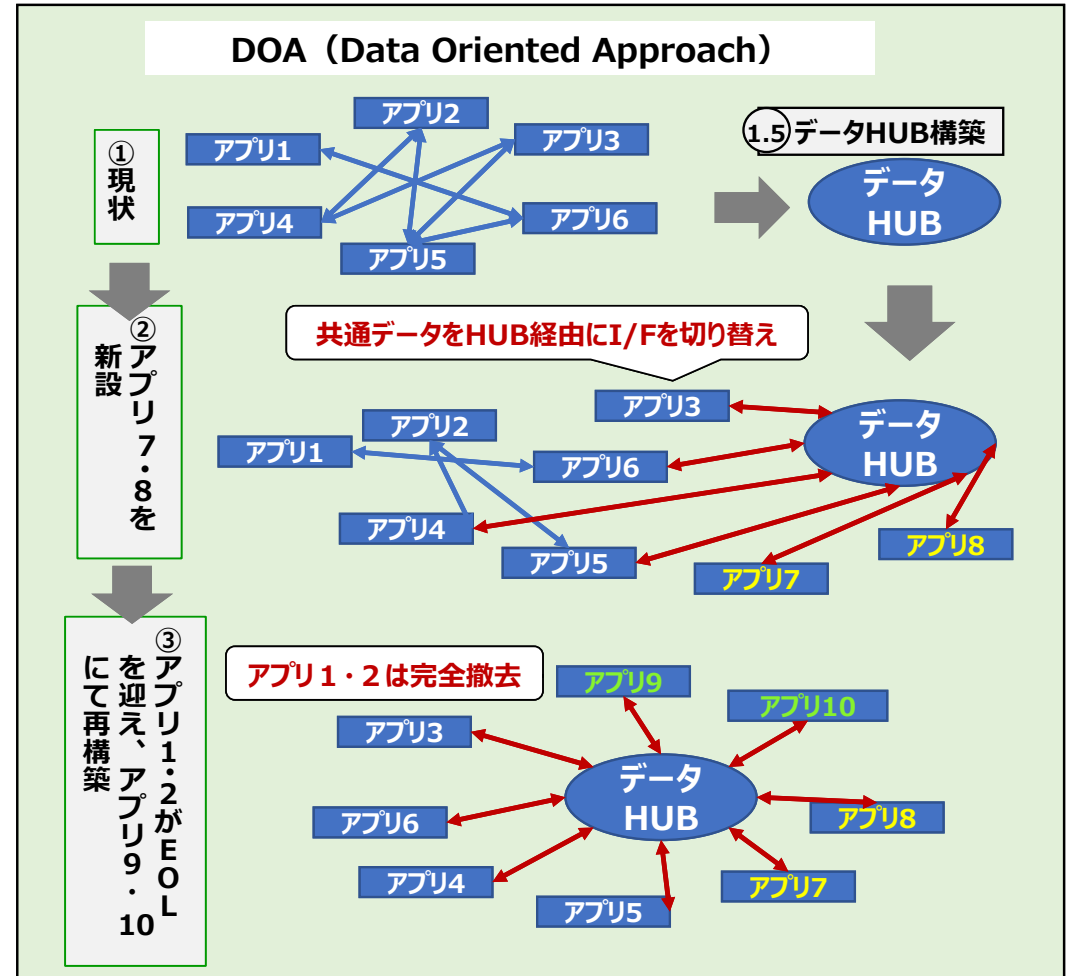 DOA（Data Oriented Approach）
①現状
アプリ1
アプリ2
アプリ3
アプリ4
アプリ5
アプリ6
1.5 データHUB構築
データ
HUB
②アプリ7・8を
新設
共通データをHUB経由にI/Fを切り替え
アプリ1
アプリ2
アプリ3
アプリ6
アプリ4
アプリ5
アプリ7
アプリ8
データ
HUB
③アプリ1・2がEOL
を迎え、アプリ9・10
にて再構築
アプリ１・２は完全撤去
アプリ9
アプリ10
アプリ3
データ
HUB
アプリ6
アプリ8
アプリ4
アプリ7
アプリ5